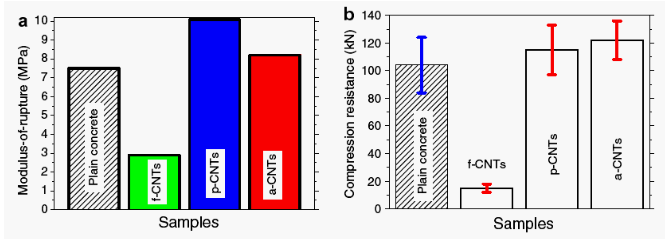 a
Modulus-of-rupture (MPa)
10
9
8
7
6
5
4
3
2
1
0
Plain concrete
f-CNTs
p-CNTs
a-CNTs
Samples
b
Compression resistance (kN)
140
120
100
80
60
40
20
0
Plain concrete
f-CNTs
p-CNTs
a-CNTs
Samples